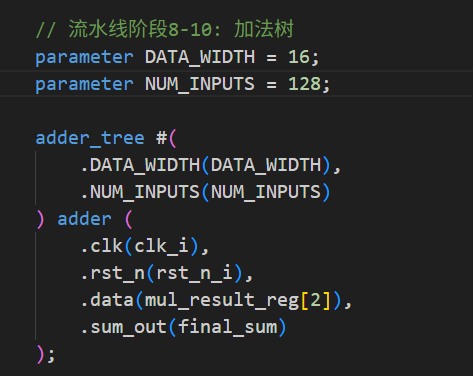 // 流水线阶段8-10: 加法树
parameter DATA_WIDTH = 16;
parameter NUM_INPUTS = 128;
adder_tree #(
.DATA_WIDTH(DATA_WIDTH),
.NUM_INPUTS(NUM_INPUTS)
) adder (
.clk(clk_i),
.rst_n(rst_n_i),
.data(mul_result_reg[2]),
.sum_out(final_sum)
);